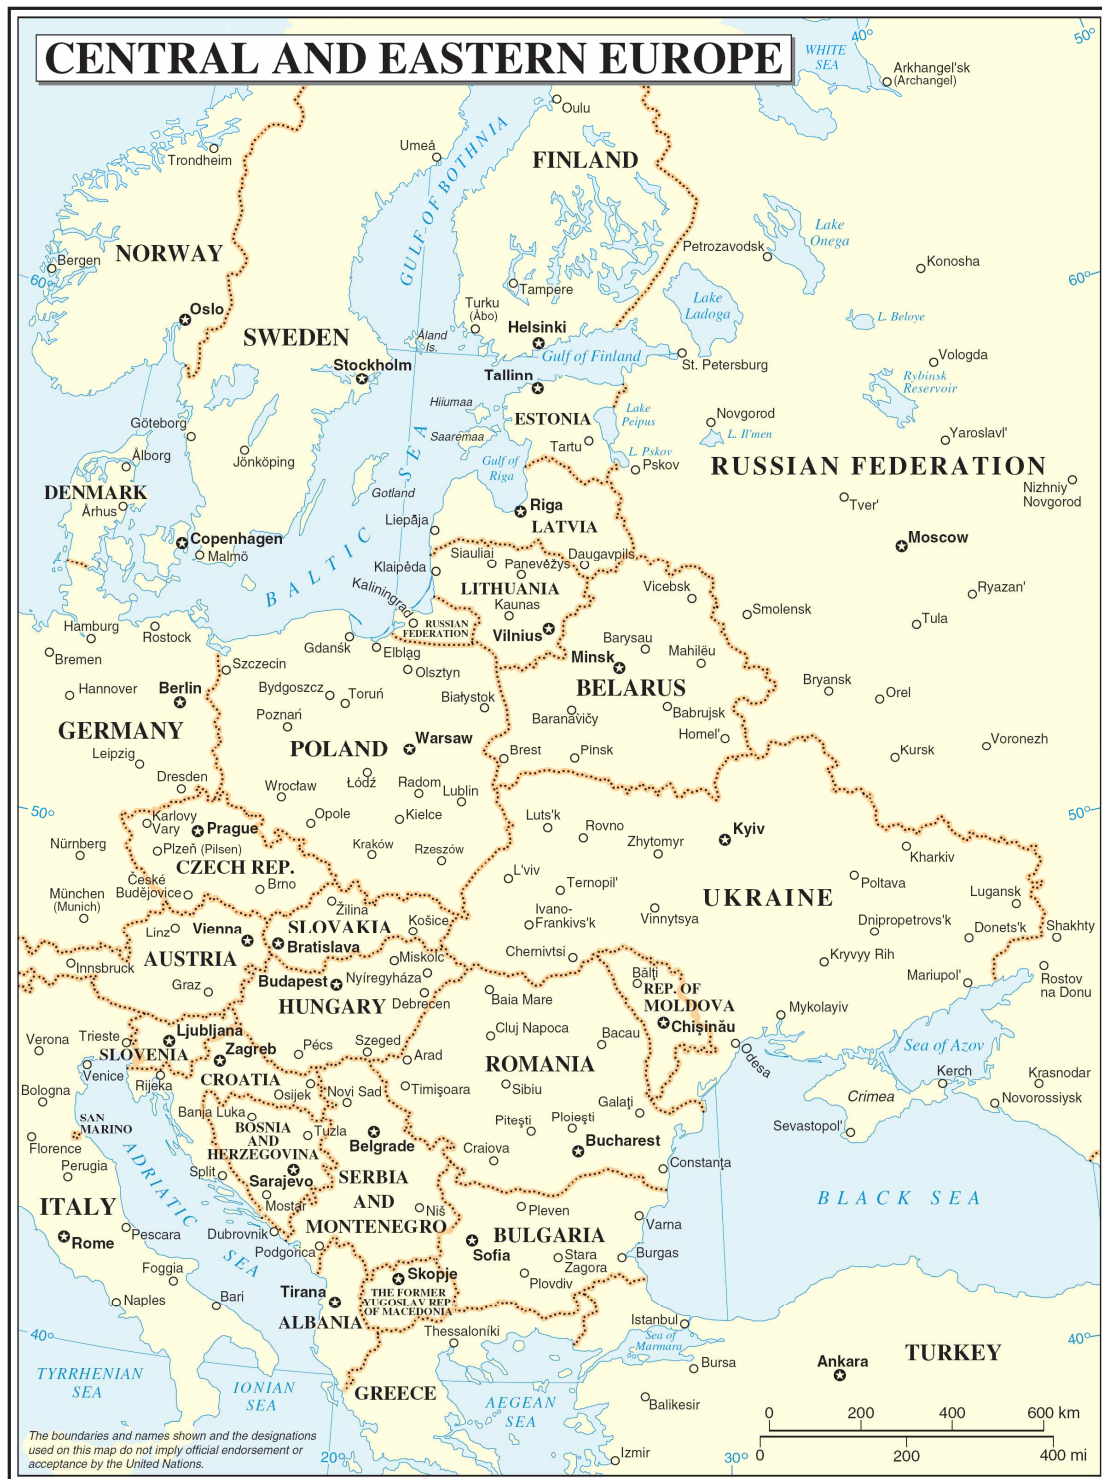 CENTRAL AND EASTERN EUROPE
WHITE
SEA
40°
50°
Arkhangel'sk
(Archangel)
Oulu
Umeå
Trondheim
FINLAND
GULF OF BOTHNIA
NORWAY
Bergen
60°
Lake
Onega
Petrozavodsk
Konosha
60°
Tampere
Turku
(Åbo)
Lake
Ladoga
Oslo
Helsinki
L. Beloye
SWEDEN
Åland
Is.
Gulf of Finland
Stockholm
St. Petersburg
Vologda
Tallinn
Rybinsk
Reservoir
Hiiumaa
ESTONIA
Lake
Peipus
Novgorod
Göteborg
Saaremaa
Tartu
L. Il'men
Yaroslavl'
Ålborg
Jönköping
Gulf of
Riga
L. Pskov
Pskov
RUSSIAN FEDERATION
DENMARK
Gotland
Nizhniy
Novgorod
Århus
Riga
Tver'
Liepāja
LATVIA
Copenhagen
Malmö
Moscow
BALTIC SEA
Siauliai
Panevėžys
Daugavpils
Klaipėda
LITHUANIA
Vicebsk
Ryazan'
Kaliningrad
Kaunas
Smolensk
Tula
Hamburg
Rostock
RUSSIAN
FEDERATION
Vilnius
Barysau
Gdańśk
Elbląg
Minsk
Mahilëu
Bremen
Szczecin
Olsztyn
Hannover
Berlin
Bydgoszcz
Toruń
Białystok
BELARUS
Bryansk
Orel
Poznań
Baranavičy
Babrujsk
GERMANY
POLAND
Warsaw
Homel'
Brest
Pinsk
Kursk
Voronezh
Leipzig
Dresden
Wrocław
Łódź
Radom
Lublin
50°
Karlovy
Vary
Prague
Opole
Kielce
Luts'k
Rovno
Kyiv
50°
Nürnberg
Plzeň (Pilsen)
Kraków
Rzeszów
Zhytomyr
Kharkiv
CZECH REP.
L'viv
Poltava
München
(Munich)
České
Budějovice
Brno
Ternopil'
UKRAINE
Lugansk
Žilina
Ivano-
Frankivs'k
Vinnytsya
Dnipropetrovs'k
Linz
Vienna
SLOVAKIA
Košice
Donets'k
Shakhty
Bratislava
Chernivtsi
Kryvyy Rih
AUSTRIA
Miskolc
Innsbruck
Budapest
Nyíregyháza
Bălţi
Mariupol'
Rostov
na Donu
Graz
HUNGARY
Debrecen
Baia Mare
REP. OF
MOLDOVA
Mykolayiv
Verona
Trieste
Ljubljana
Cluj Napoca
Chişinău
Odesa
SLOVENIA
Zagreb
Pécs
Szeged
Arad
Bacau
Sea of Azov
Venice
ROMANIA
Bologna
Rijeka
CROATIA
Osijek
Novi Sad
Timişoara
Sibiu
Kerch
Krasnodar
Crimea
Novorossiysk
SAN
MARINO
Banja Luka
Galaţi
BOSNIA
AND
HERZEGOVINA
Tuzla
Piteşti
Ploieşti
Sevastopol'
Florence
Belgrade
Bucharest
Perugia
Craiova
Split
Sarajevo
SERBIA
AND
MONTENEGRO
Constanţa
ADRIATIC SEA
Mostar
BLACK SEA
ITALY
Niš
Pleven
Rome
Pescara
Dubrovnik
BULGARIA
Varna
Podgorica
Sofia
Stara
Zagora
Burgas
Foggia
Skopje
Plovdiv
Naples
Bari
Tirana
THE FORMER
YUGOSLAV REP.
OF MACEDONIA
ALBANIA
Istanbul
40°
Thessaloníki
Sea of
Marmara
40°
TURKEY
TYRRHENIAN
SEA
Bursa
Ankara
IONIAN
SEA
GREECE
AEGEAN
SEA
Balikesir
0 200 400 600 km
0 200 400 mi
The boundaries and names shown and the designations
used on this map do not imply official endorsement or
acceptance by the United Nations.
Izmir
20°
30°